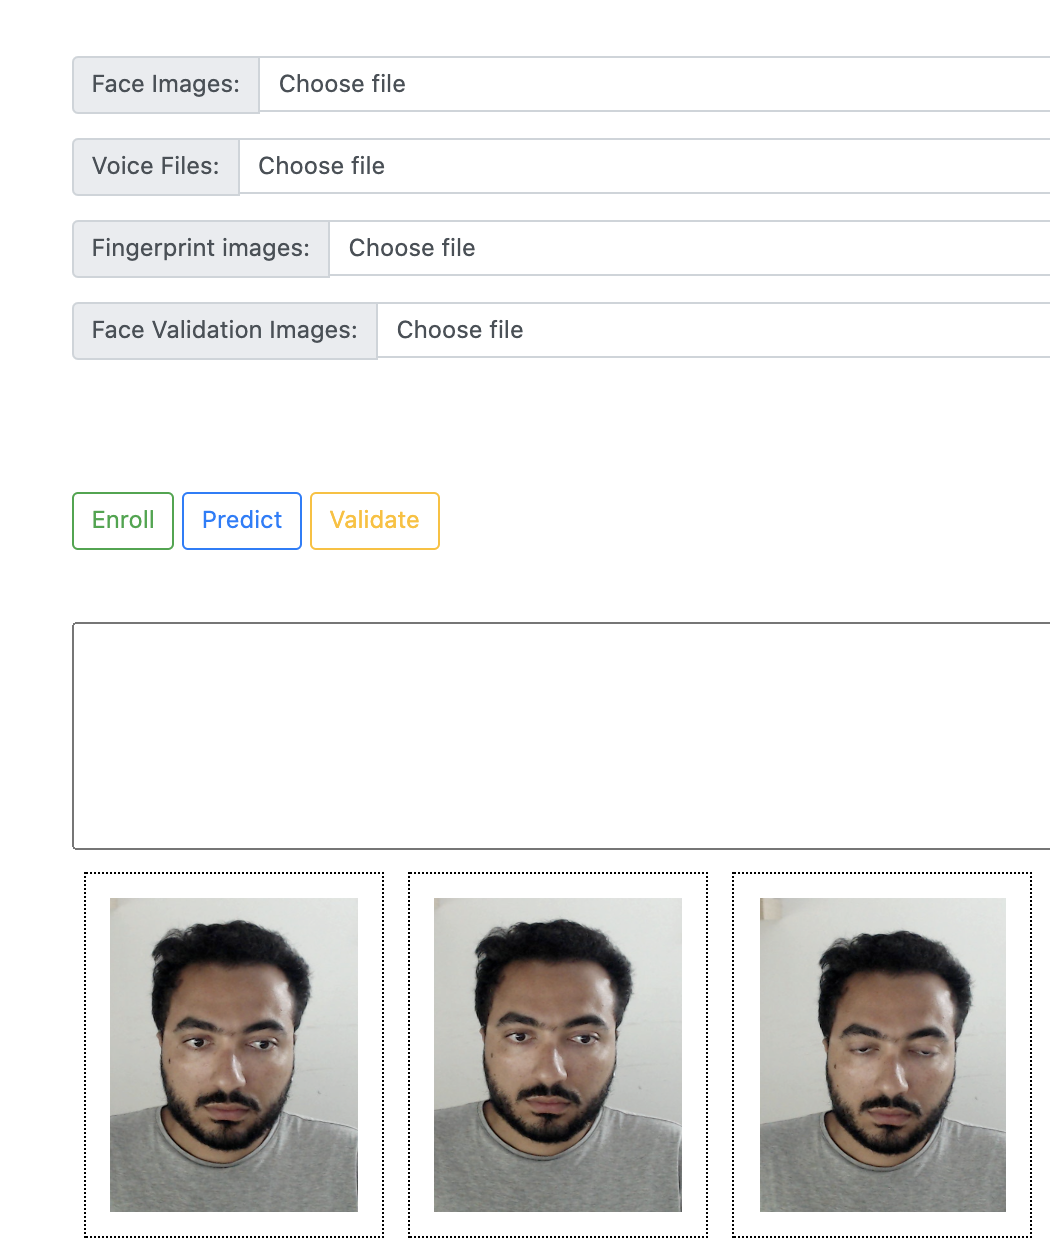 Face Images: Choose file
Voice Files: Choose file
Fingerprint images: Choose file
Face Validation Images: Choose file
Enroll Predict Validate